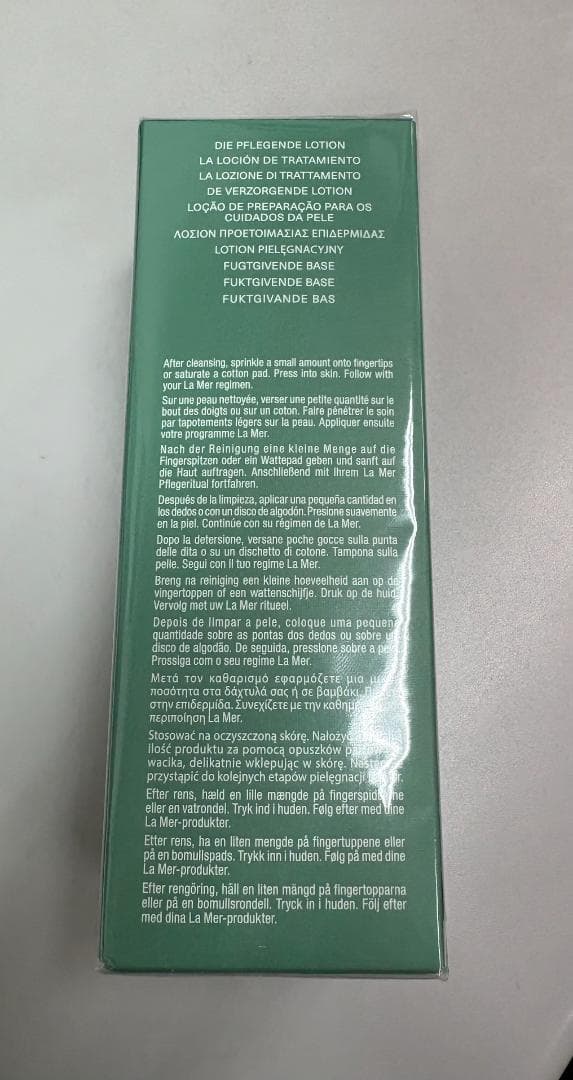 DIE PFLEGENDE LOTION
LA LOCIÓN DE TRATAMIENTO
LA LOZIONE DI TRATTAMENTO
DE VERZORGENDE LOTION
LOÇÃO DE PREPARAÇÃO PARA OS
CUIDADOS DA PELE
ΛΟΣΙΟΝ ΠΡΟΕΤΟΙΜΑΣΙΑΣ ΕΠΙΔΕΡΜΙΔΑΣ
LOTION PIELĘGNACYJNY
FUGTGIVENDE BASE
FUKTGIVENDE BASE
FUKTGIVANDE BAS
After cleansing, sprinkle a small amount onto fingertips
or saturate a cotton pad. Press into skin. Follow with
your La Mer regimen.
Sur une peau nettoyée, verser une petite quantité sur le
bout des doigts ou sur un coton. Faire pénétrer le soin
par tapotements légers sur la peau. Appliquer ensuite
votre programme La Mer.
Nach der Reinigung eine kleine Menge auf die
Fingerspitzen oder ein Wattepad geben und sanft auf
die Haut auftragen. Anschließend mit Ihrem La Mer
Pflegeritual fortfahren.
Después de la limpieza, aplicar una pequeña cantidad en
los dedos o con un disco de algodón. Presione suavemente
en la piel. Continúe con su régimen de La Mer.
Dopo la detersione, versane poche gocce sulla punta
delle dita o su un dischetto di cotone. Tampona sulla
pelle. Segui con il tuo regime La Mer.
Breng na reiniging een kleine hoeveelheid aan op de
vingertoppen of een wattenschijfje. Druk op de huid.
Vervolg met uw La Mer ritueel.
Depois de limpar a pele, coloque uma pequena
quantidade sobre as pontas dos dedos ou sobre
disco de algodão. De seguida, pressione sobre a
Prossiga com o seu regime La Mer.
Μετά τον καθαρισμό εφαρμόζετε μια
ποσότητα στα δάχτυλά σας ή σε βαμβάκι.
στην επιδερμίδα. Συνεχίζετε με την
περιποίηση La Mer.
Stosować na oczyszczoną skórę. Nałożyć
ilość produktu za pomocą opuszków
wacika, delikatnie wklepując w skórę.
przystąpić do kolejnych etapów pielęgnacji
Efter rens, hæld en lille mængde på
eller en vatrondel. Tryk ind i huden. Følg efter med dine
La Mer-produkter.
Etter rens, ha en liten mengde på fingertuppene eller
på en bomullspads. Trykk inn i huden. Følg på med dine
La Mer-produkter.
Efter rengöring, häll en liten mängd på fingertopparna
eller på en bomullsrondell. Tryck in i huden. Följ efter
med dina La Mer-produkter.